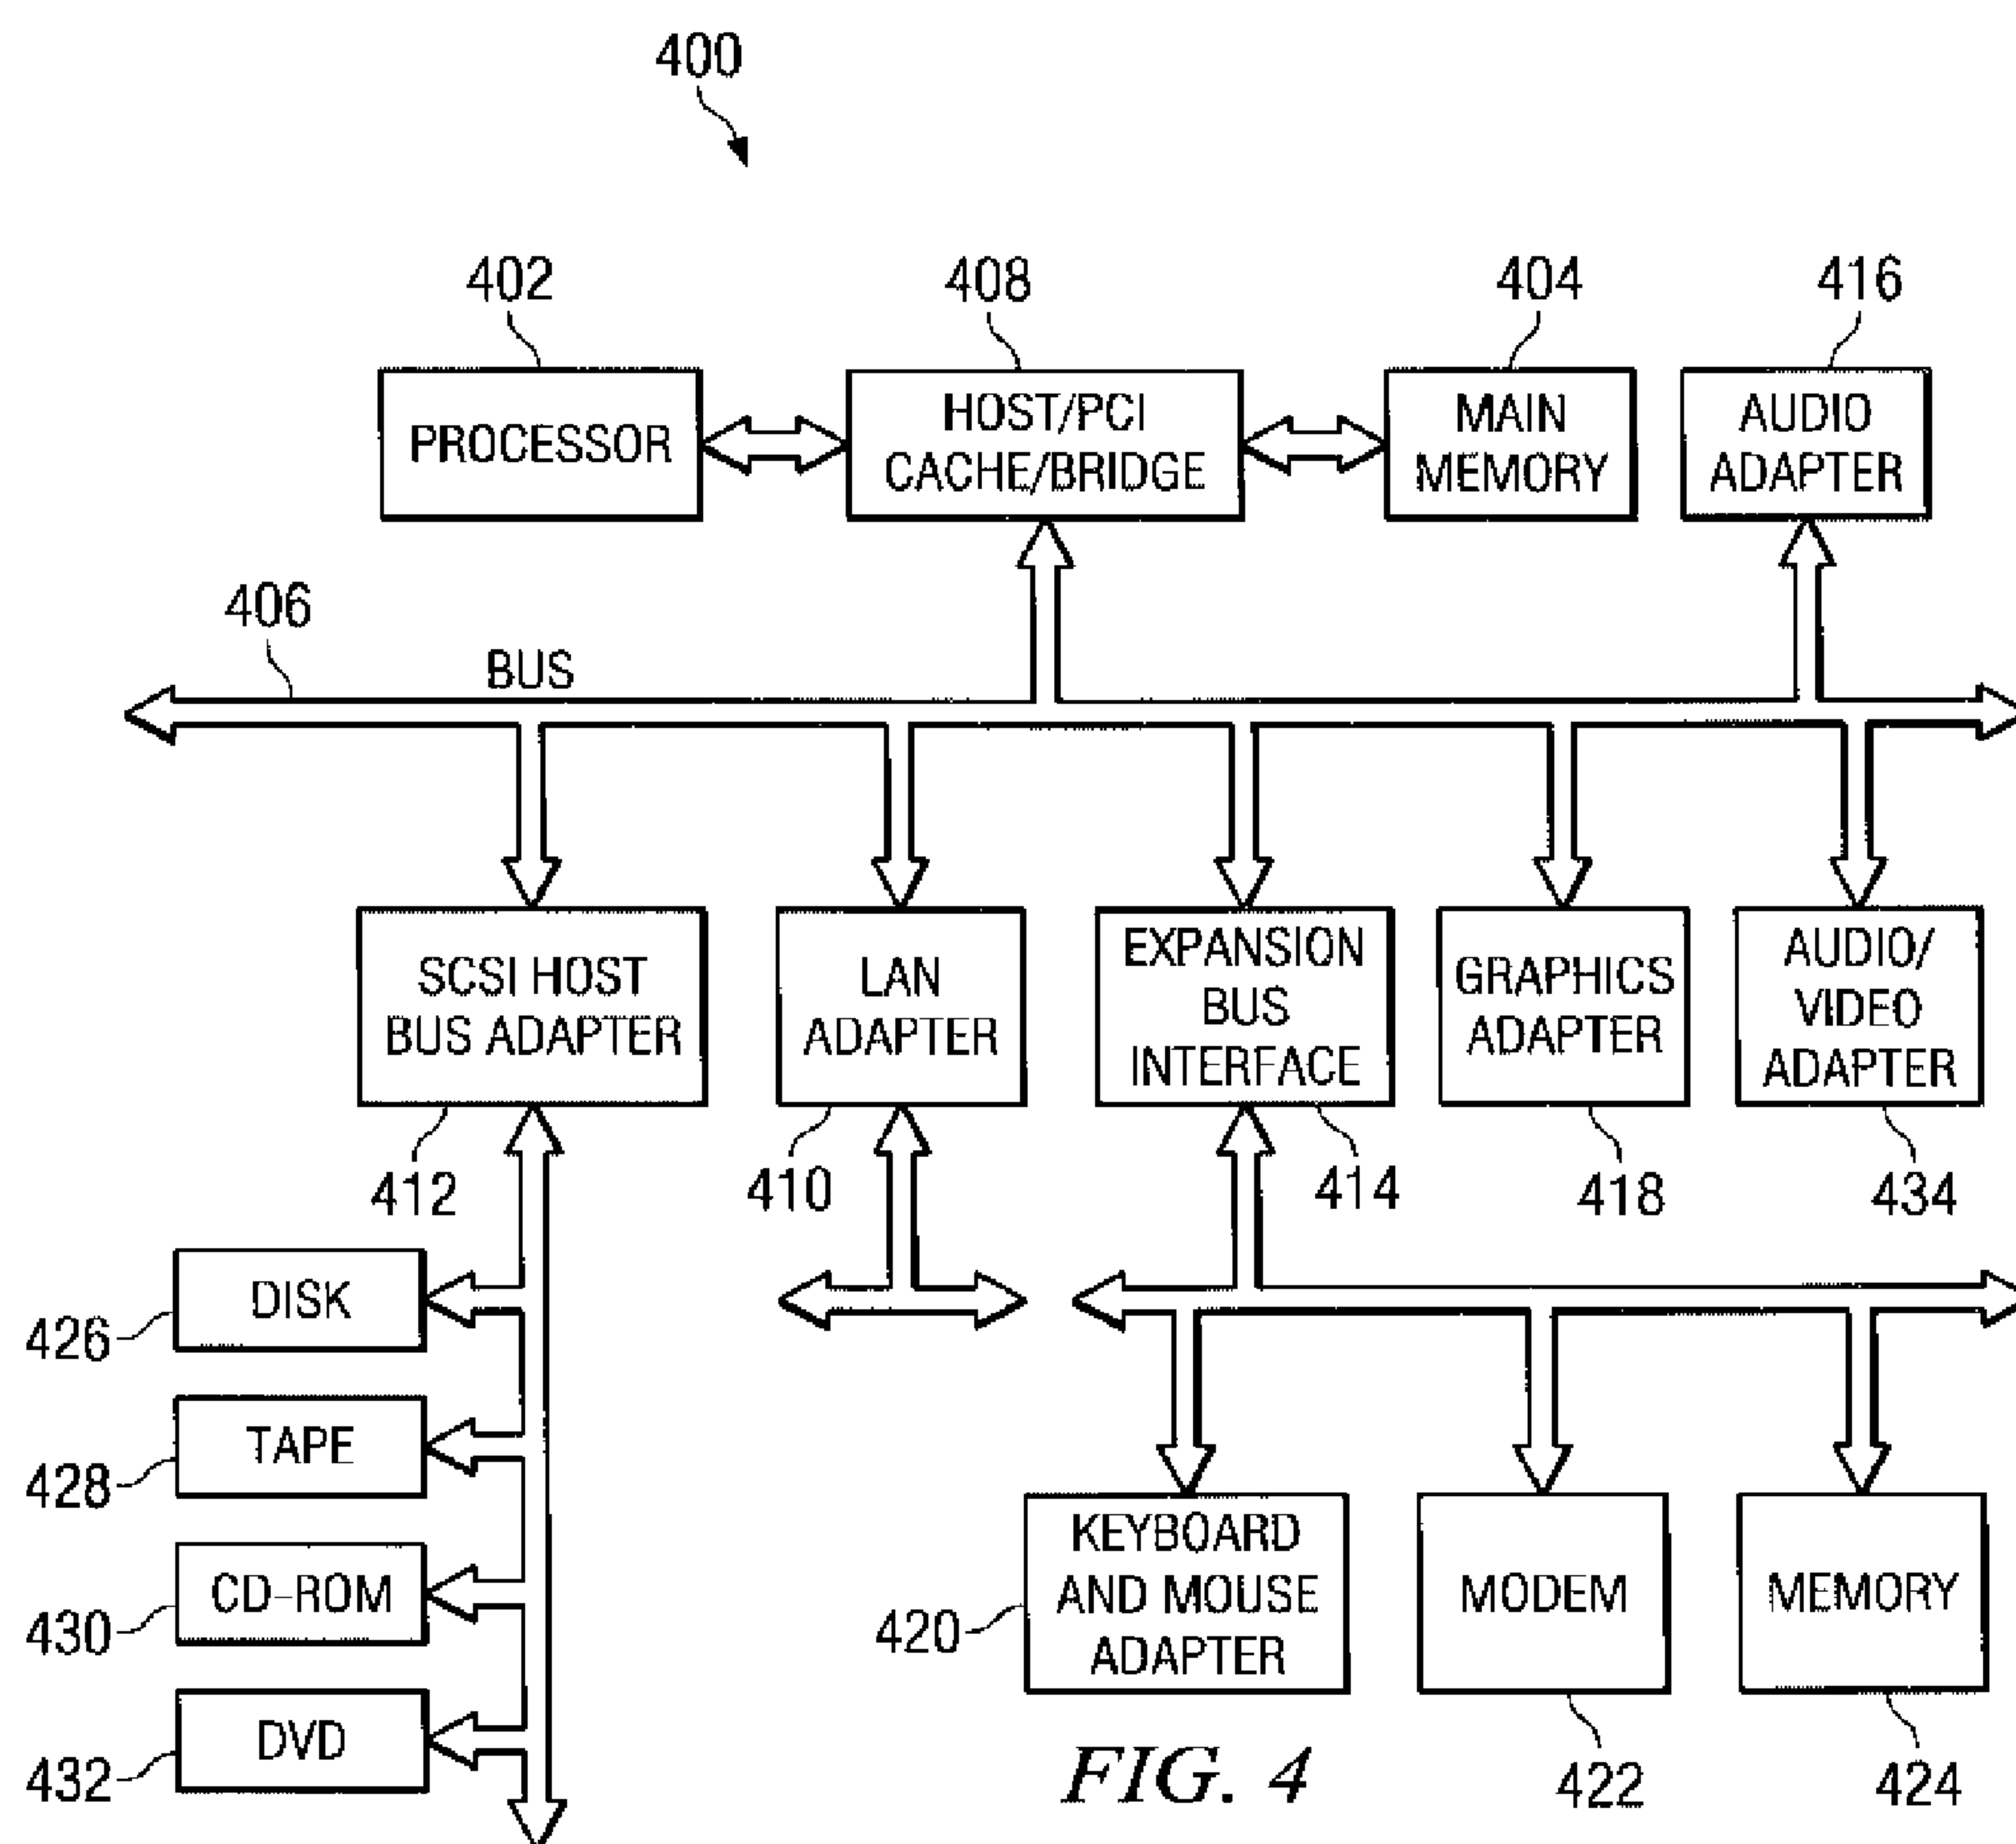 400
402
408
404
416
PROCESSOR
HOST/PCI
CACHE/BRIDGE
MAIN
MEMORY
AUDIO
ADAPTER
406
BUS
SCSI HOST
BUS ADAPTER
LAN
ADAPTER
EXPANSION
BUS
INTERFACE
GRAPHICS
ADAPTER
AUDIO/
VIDEO
ADAPTER
412
410
414
418
434
DISK
426
TAPE
428
CD-ROM
430
DVD
432
KEYBOARD
AND MOUSE
ADAPTER
420
MODEM
MEMORY
422
424
FIG. 4